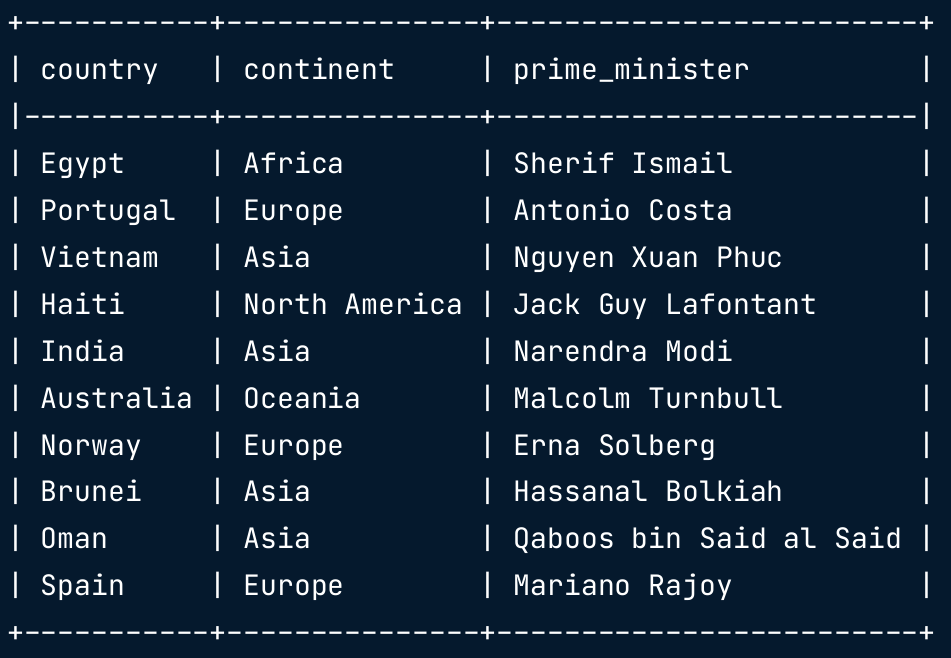 +-----------+---------------+-------------------------+
| country   | continent     | prime_minister          |
|-----------+---------------+-------------------------|
| Egypt     | Africa        | Sherif Ismail           |
| Portugal  | Europe        | Antonio Costa           |
| Vietnam   | Asia          | Nguyen Xuan Phuc        |
| Haiti     | North America | Jack Guy Lafontant      |
| India     | Asia          | Narendra Modi           |
| Australia | Oceania       | Malcolm Turnbull        |
| Norway    | Europe        | Erna Solberg            |
| Brunei    | Asia          | Hassanal Bolkiah        |
| Oman      | Asia          | Qaboos bin Said al Said |
| Spain     | Europe        | Mariano Rajoy           |
+-----------+---------------+-------------------------+